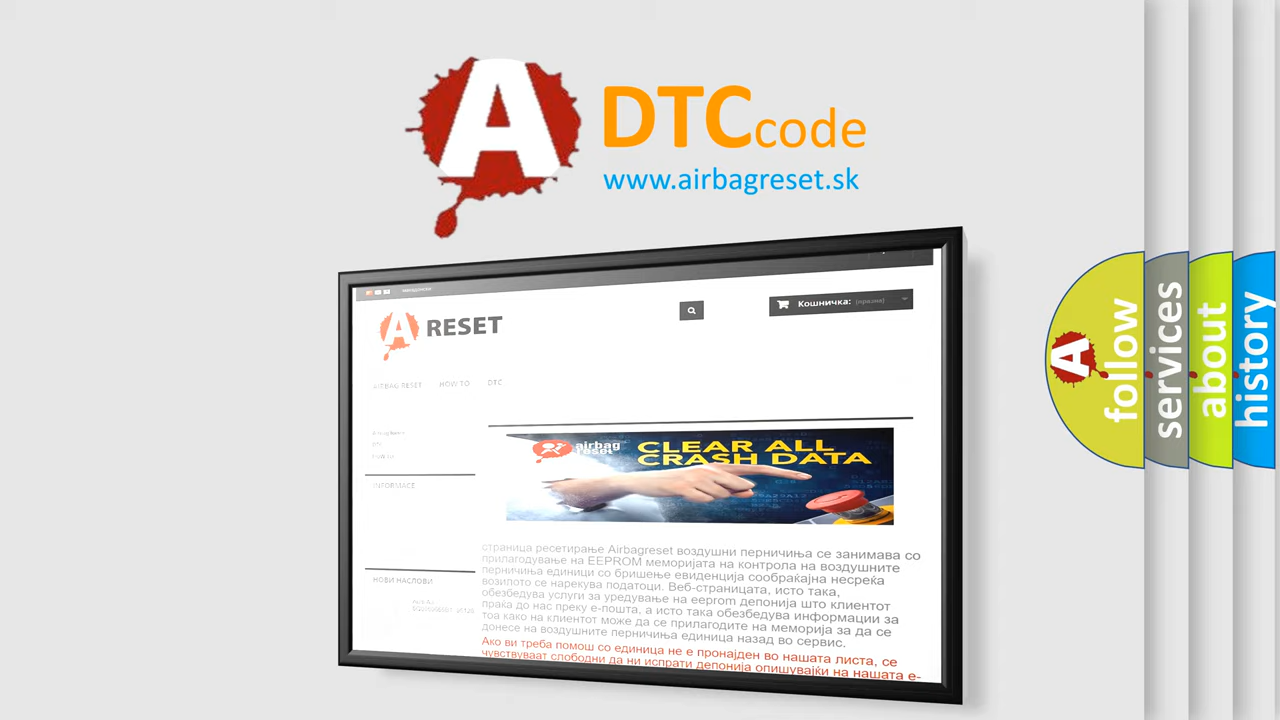 A
DTC code
www.airbagreset.sk
A RESET
Кошничка: (празна)
AIRBAG RESET HOW TO DTC
airbag
reset
CLEAR ALL
CRASH DATA
INFORMACE
НОВИ НАСЛОВИ
страница ресетирање Airbagreset воздушни перничиња се занимава со
прилагодување на EEPROM меморијата на контрола на воздушните
перничиња единици со бришење евиденција сообраќајна несреќа
возилото се нарекува податоци. Веб-страницата, исто така,
обезбедува услуги за уредување на eeprom депонија што клиентот
праќа до нас преку е-пошта, а исто така обезбедува информации за
тоа како на клиентот може да се прилагодите на меморија за да се
донесе на воздушните перничиња единица назад во сервис.
Ако ви треба помош со единица не е пронајден во нашата листа, се
чувствуваат слободни да ни испрати депонија опишувајќи на нашата е-
A
follow
services
about
history